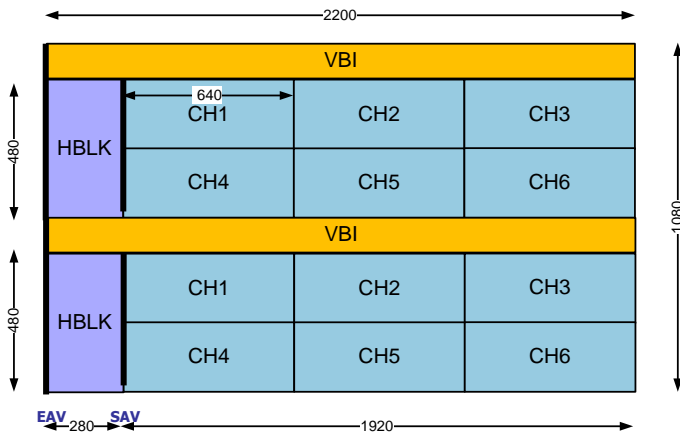 2200
VBI
640
CH1 CH2 CH3
480
HBLK
CH4 CH5 CH6
1080
VBI
CH1 CH2 CH3
480
HBLK
CH4 CH5 CH6
EAV 280 SAV 1920